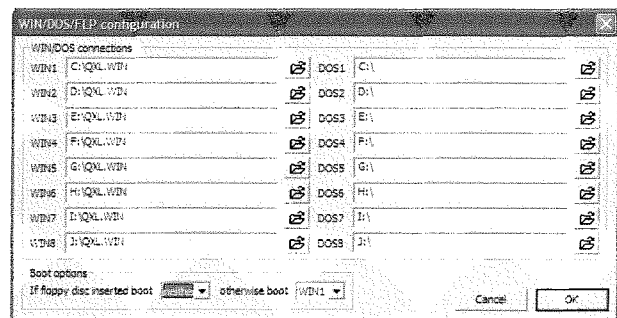 WIN/DOS/FLP configuration
WIN/DOS connections
WIN1 C:\QXL.WIN DOS1 C:\
WIN2 D:\QXL.WIN DOS2 D:\
WIN3 E:\QXL.WIN DOS3 E:\
WIN4 F:\QXL.WIN DOS4 F:\
WIN5 G:\QXL.WIN DOS5 G:\
WIN6 H:\QXL.WIN DOS6 H:\
WIN7 I:\QXL.WIN DOS7 I:\
WIN8 J:\QXL.WIN DOS8 J:\
Boot options
If floppy disc inserted boot otherwise boot WIN1
Cancel OK